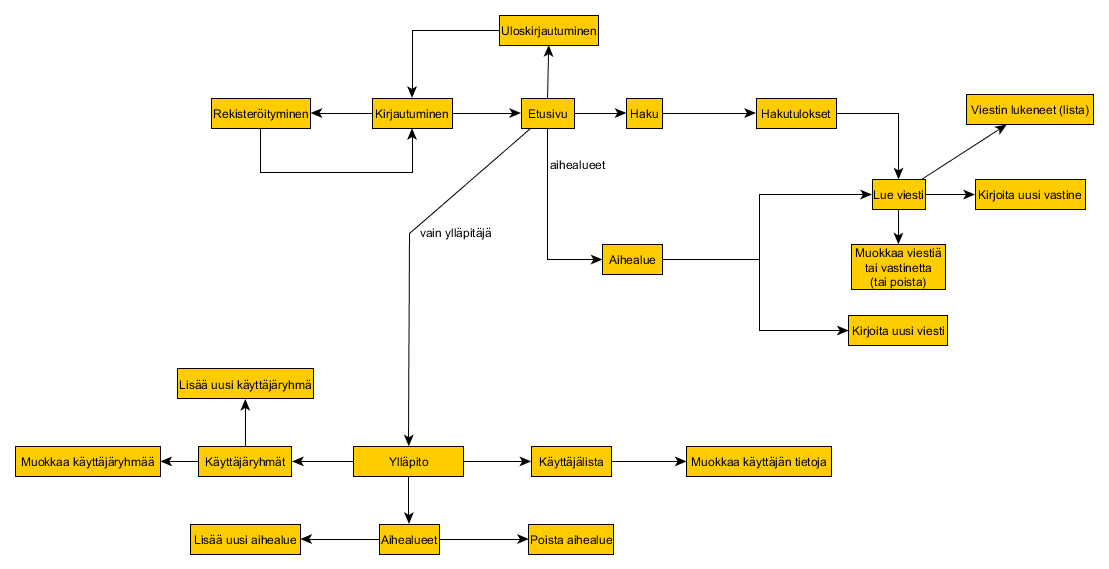 Uloskirjautuminen
Rekisteröityminen
Kirjautuminen
Etusivu
Haku
Hakutulokset
Viestin lukeneet (lista)
aihealueet
Lue viesti
Kirjoita uusi vastine
vain ylläpitäjä
Aihealue
Muokkaa viestiä
tai vastinetta
(tai poista)
Kirjoita uusi viesti
Lisää uusi käyttäjäryhmä
Muokkaa käyttäjäryhmää
Käyttäjäryhmät
Ylläpito
Käyttäjälista
Muokkaa käyttäjän tietoja
Lisää uusi aihealue
Aihealueet
Poista aihealue